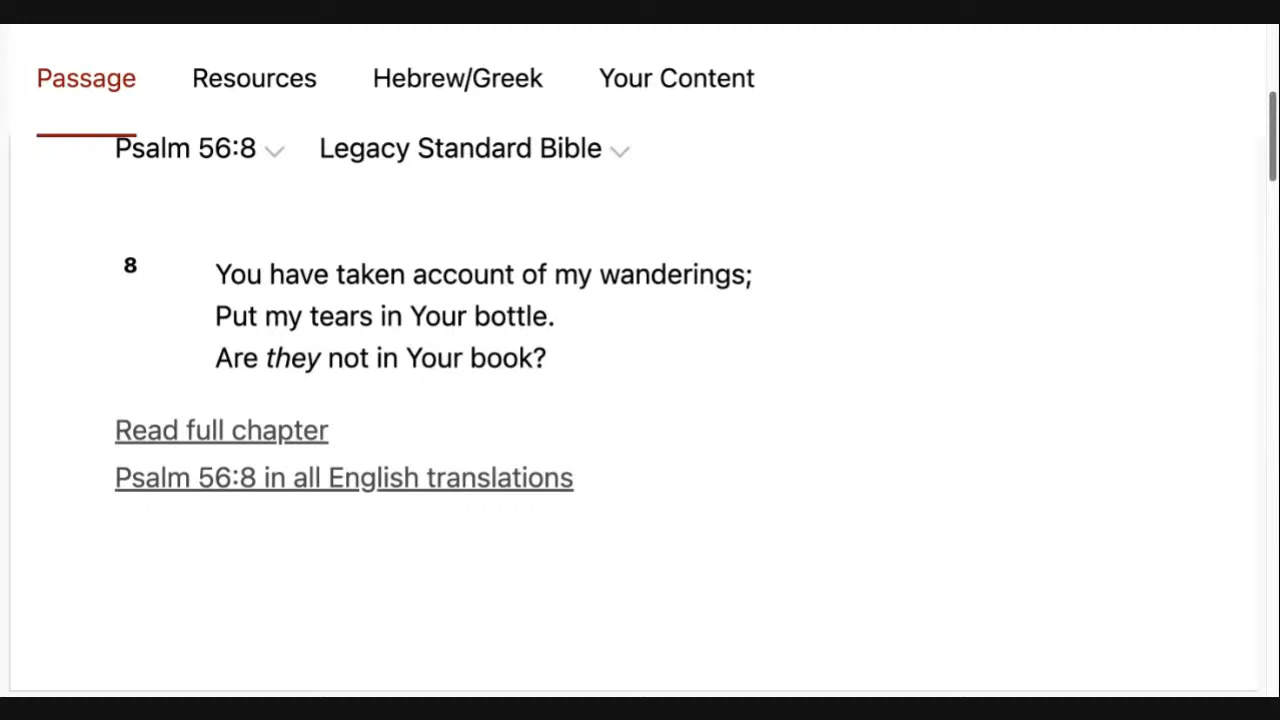 Passage Resources Hebrew/Greek Your Content
Psalm 56:8 Legacy Standard Bible
8 You have taken account of my wanderings;
Put my tears in Your bottle.
Are they not in Your book?
Read full chapter
Psalm 56:8 in all English translations